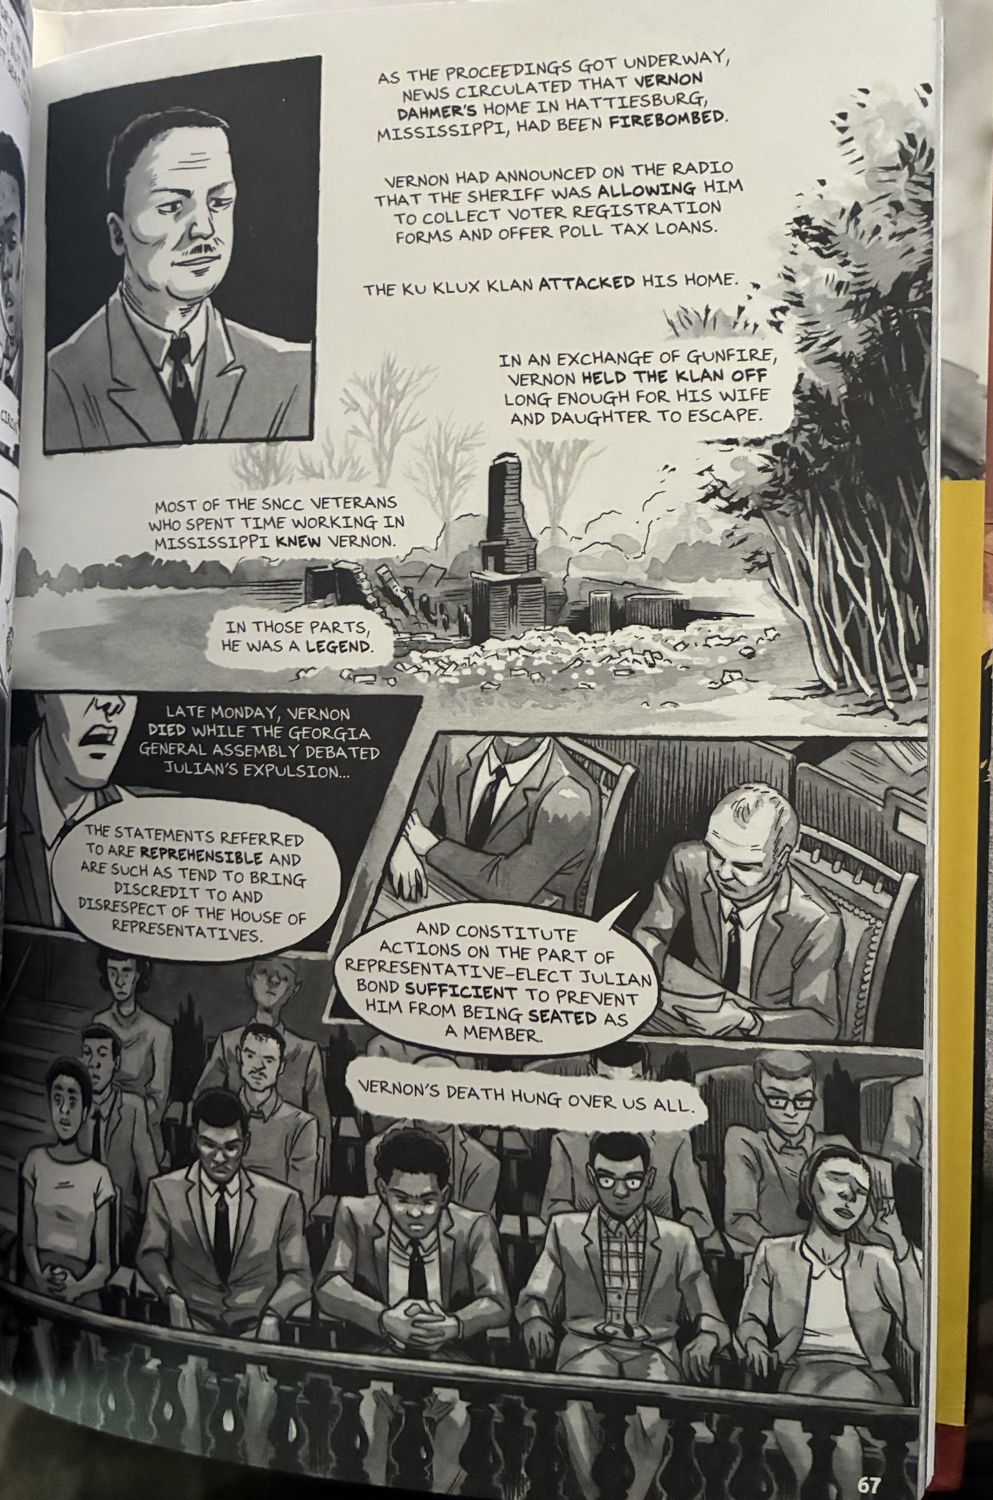 AS THE PROCEEDINGS GOT UNDERWAY,
NEWS CIRCULATED THAT VERNON
DAHMER'S HOME IN HATTIESBURG,
MISSISSIPPI, HAD BEEN FIREBOMBED.
VERNON HAD ANNOUNCED ON THE RADIO
THAT THE SHERIFF WAS ALLOWING HIM
TO COLLECT VOTER REGISTRATION
FORMS AND OFFER POLL TAX LOANS.
THE KU KLUX KLAN ATTACKED HIS HOME.
IN AN EXCHANGE OF GUNFIRE,
VERNON HELD THE KLAN OFF
LONG ENOUGH FOR HIS WIFE
AND DAUGHTER TO ESCAPE.
MOST OF THE SNCC VETERANS
WHO SPENT TIME WORKING IN
MISSISSIPPI KNEW VERNON.
IN THOSE PARTS,
HE WAS A LEGEND.
LATE MONDAY, VERNON
DIED WHILE THE GEORGIA
GENERAL ASSEMBLY DEBATED
JULIAN'S EXPULSION...
THE STATEMENTS REFERRED
TO ARE REPREHENSIBLE AND
ARE SUCH AS TEND TO BRING
DISCREDIT TO AND
DISRESPECT OF THE HOUSE OF
REPRESENTATIVES.
AND CONSTITUTE
ACTIONS ON THE PART OF
REPRESENTATIVE-ELECT JULIAN
BOND SUFFICIENT TO PREVENT
HIM FROM BEING SEATED AS
A MEMBER.
VERNON'S DEATH HUNG OVER US ALL.
67